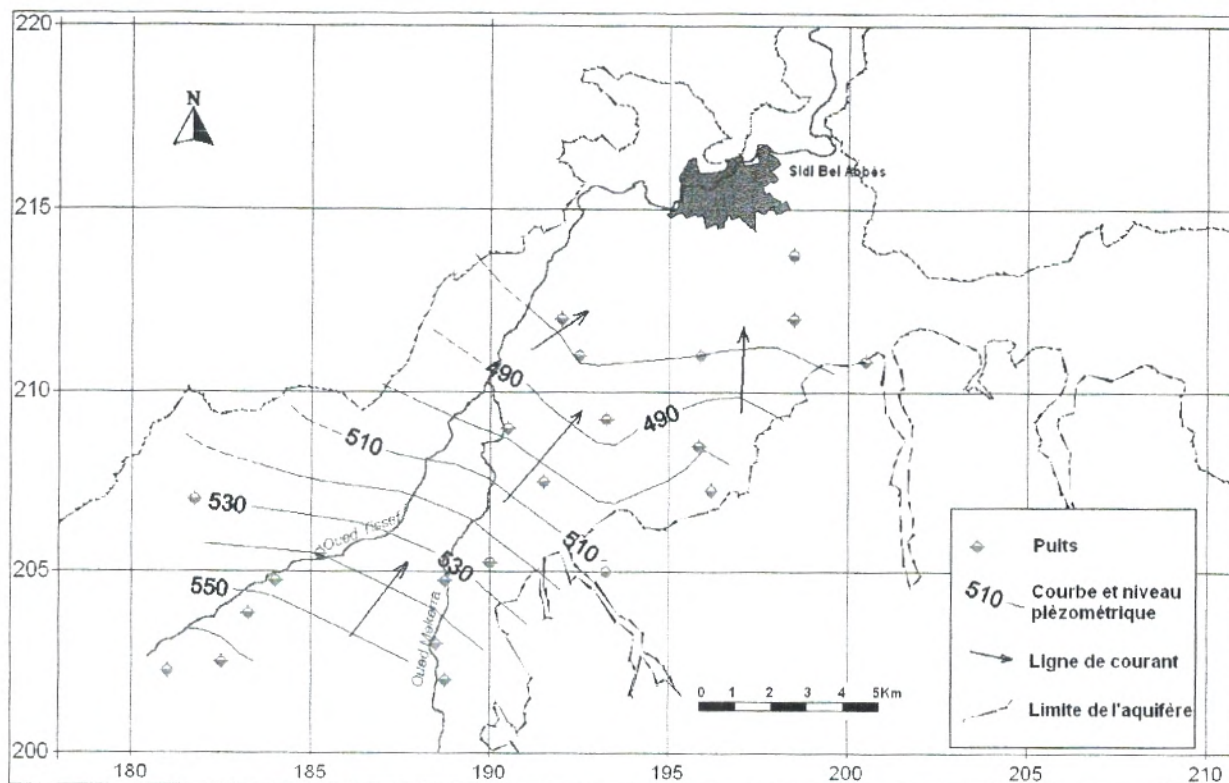 220
N
Sidi Bel Abbès
215
210
490
490
510
530
Oued Tissef
510
530
205
550
Oued Mekerra
200
180
185
190
195
200
205
210
0 1 2 3 4 5Km
Puits
510
Courbe et niveau
plézométrique
Ligne de courant
Limite de l'aquifère